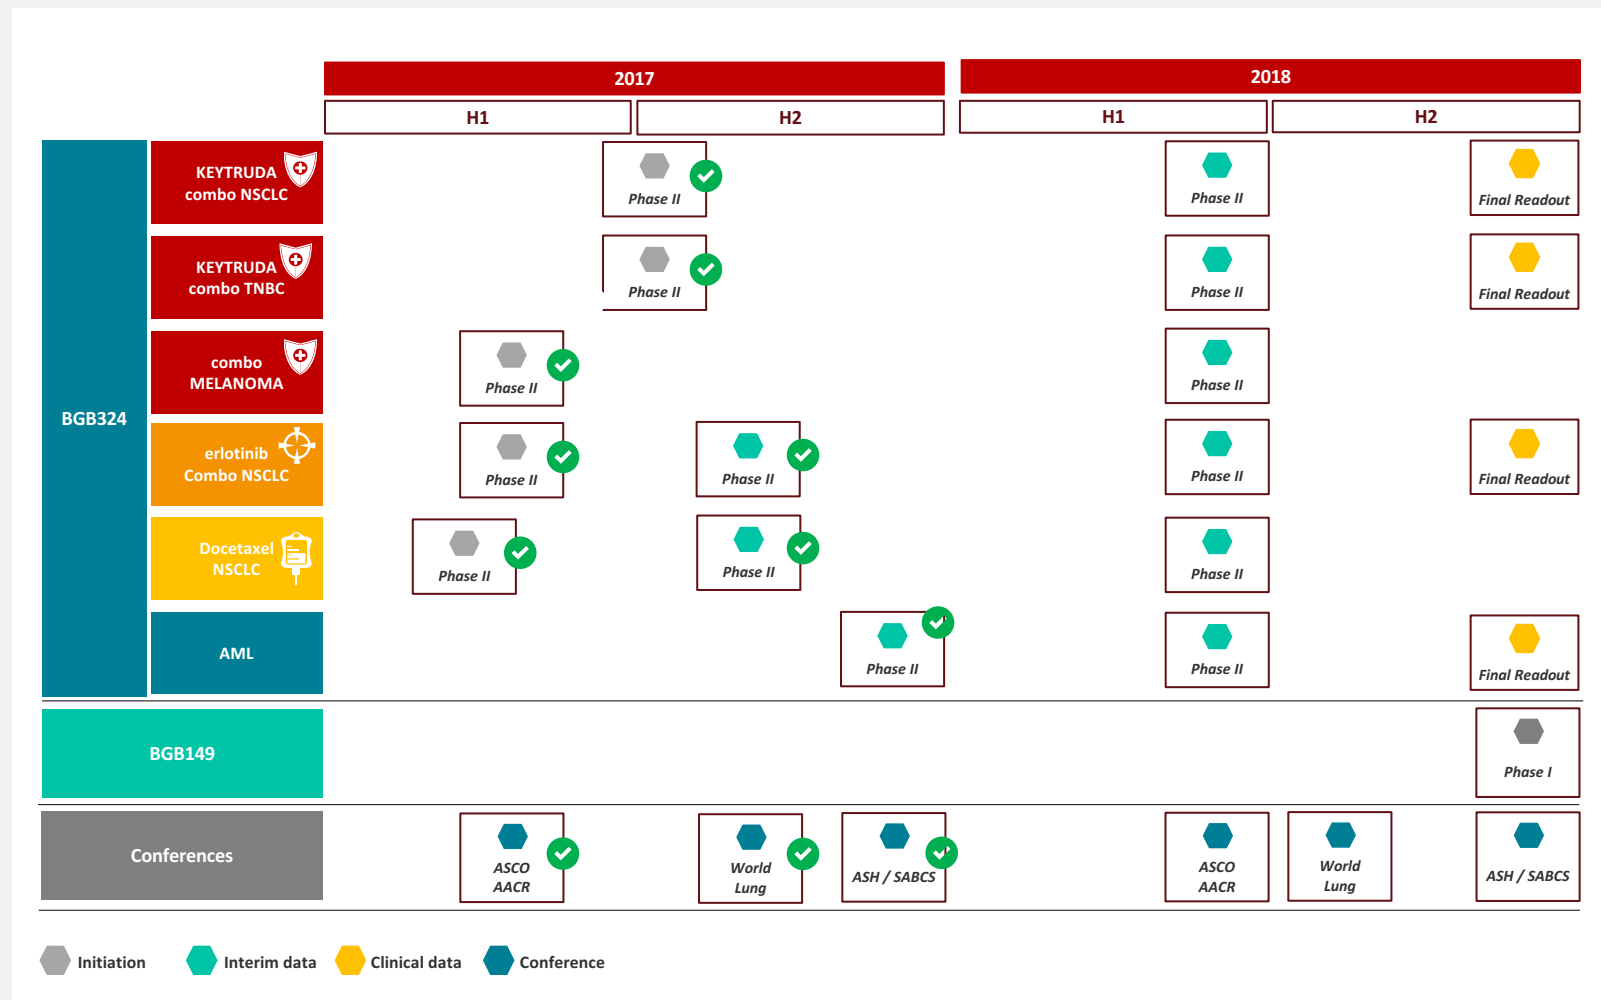 2017
2018
H1
H2
H1
H2
BGB324
KEYTRUDA
combo NSCLC
Phase II
Phase II
Final Readout
KEYTRUDA
combo TNBC
Phase II
Phase II
Final Readout
combo
MELANOMA
Phase II
Phase II
erlotinib
Combo NSCLC
Phase II
Phase II
Phase II
Final Readout
Docetaxel
NSCLC
Phase II
Phase II
Phase II
AML
Phase II
Phase II
Final Readout
BGB149
Phase I
Conferences
ASCO
AACR
World
Lung
ASH / SABCS
ASCO
AACR
World
Lung
ASH / SABCS
Initiation
Interim data
Clinical data
Conference